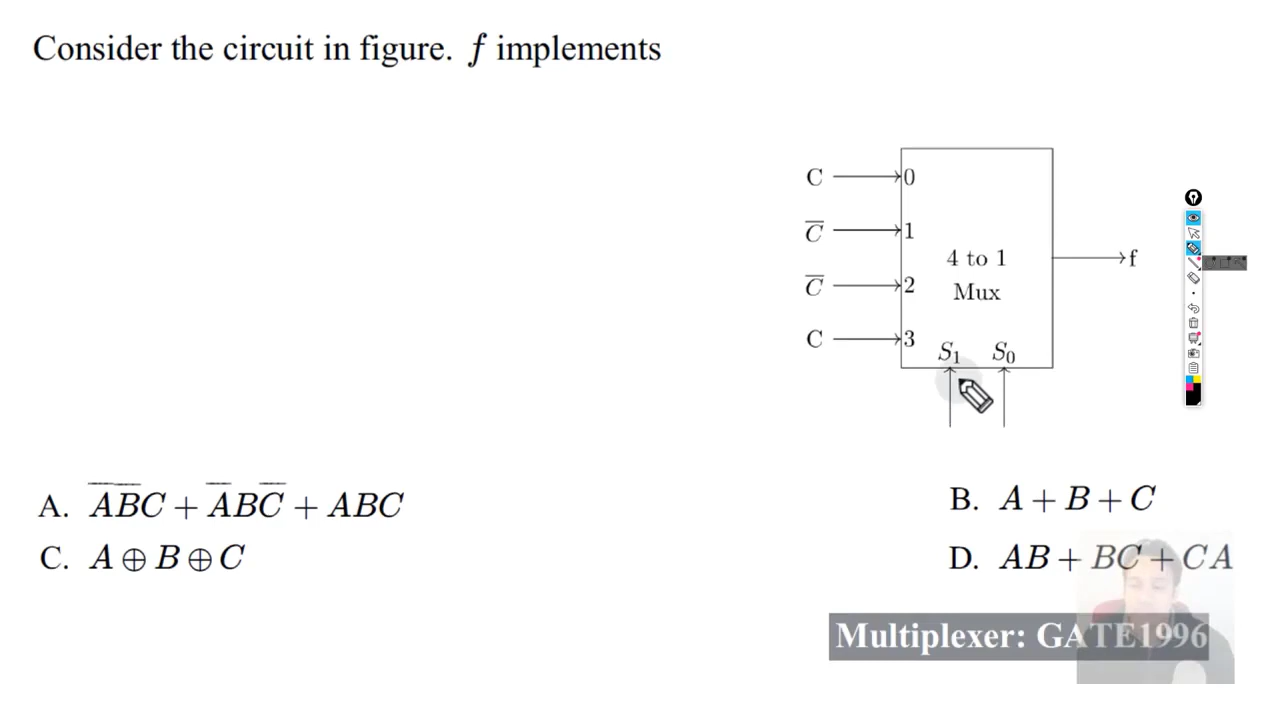 Consider the circuit in figure. f implements
C 0
C̅ 1
4 to 1
f
C̅ 2
Mux
C 3
S₁ S₀
A. A̅B̅C + A̅BC̅ + ABC
B. A + B + C
C. A ⊕ B ⊕ C
D. AB + BC + CA
Multiplexer: GATE1996